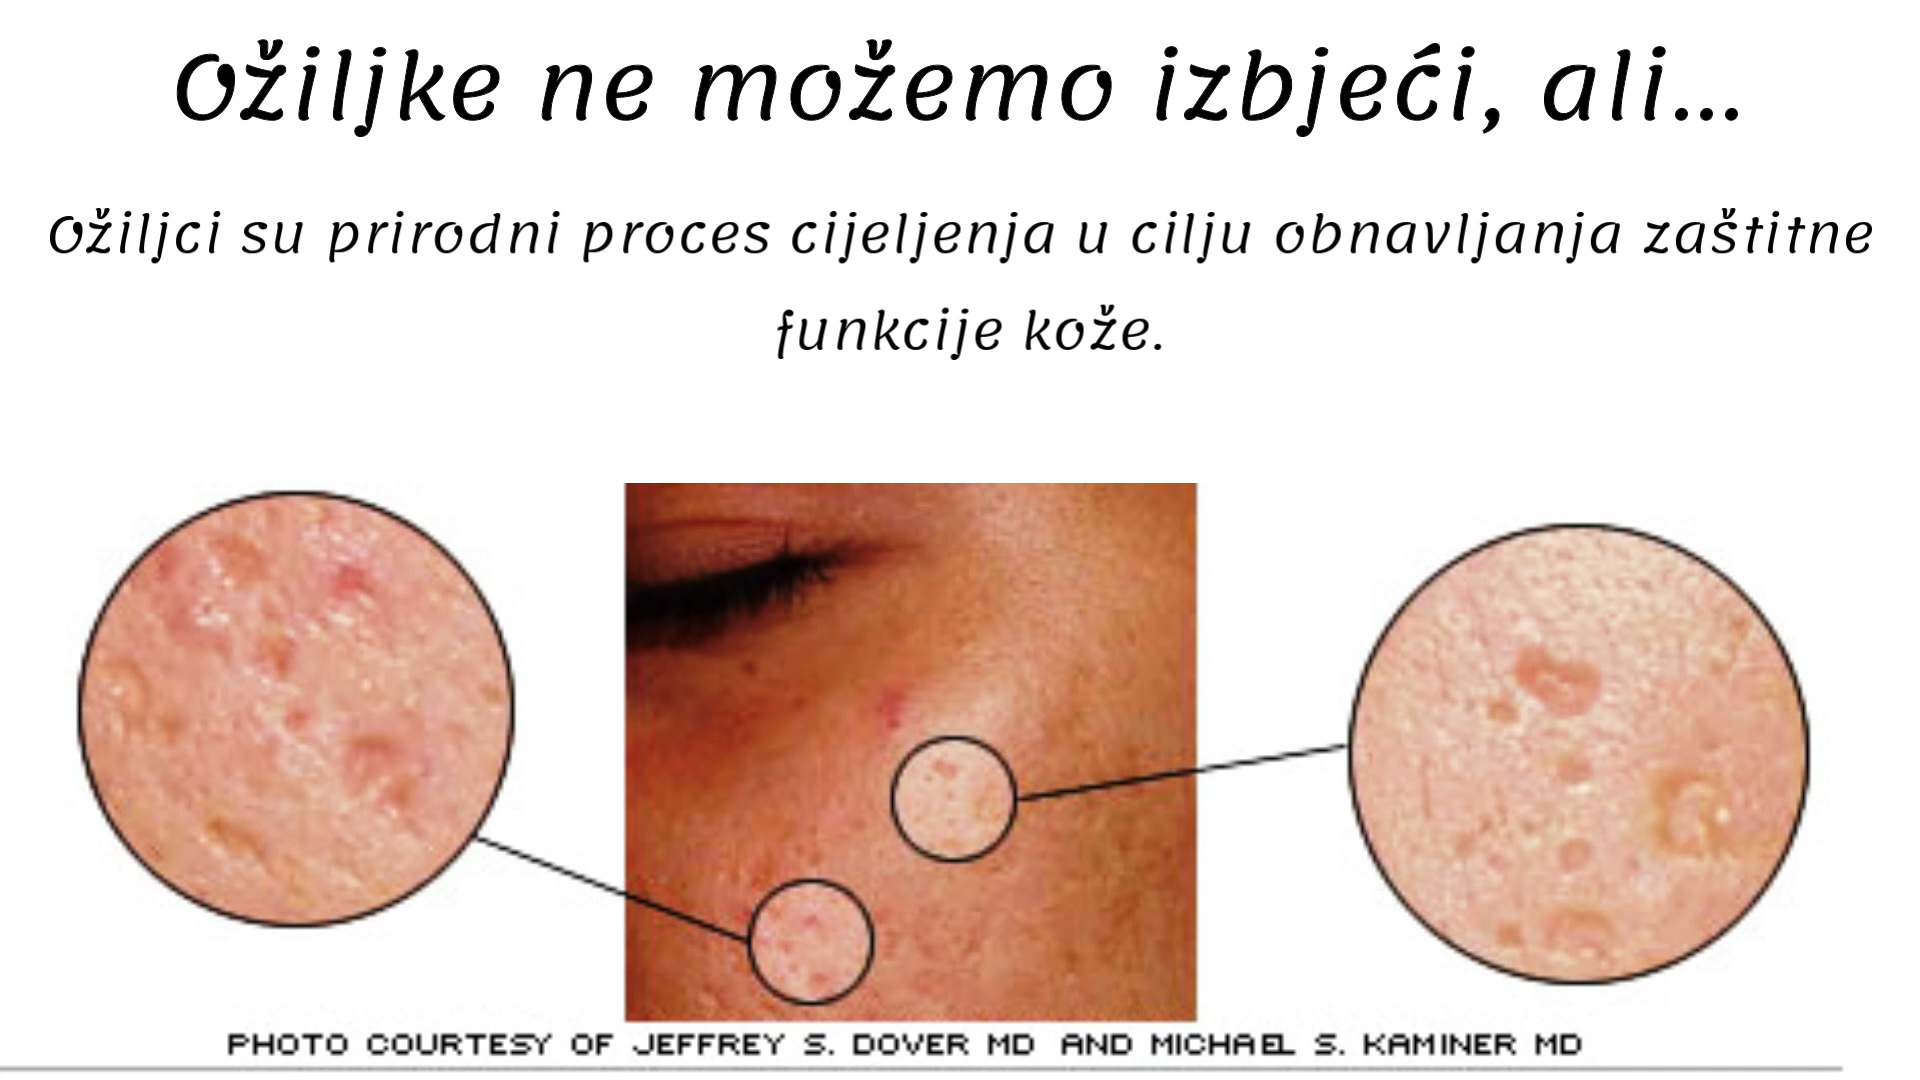 Ožiljke ne možemo izbjeći, ali...
Ožiljci su prirodni proces cijeljenja u cilju obnavljanja zaštitne
funkcije kože.
PHOTO COURTESY OF JEFFREY S. DOVER MD AND MICHAEL S. KAMINER MD